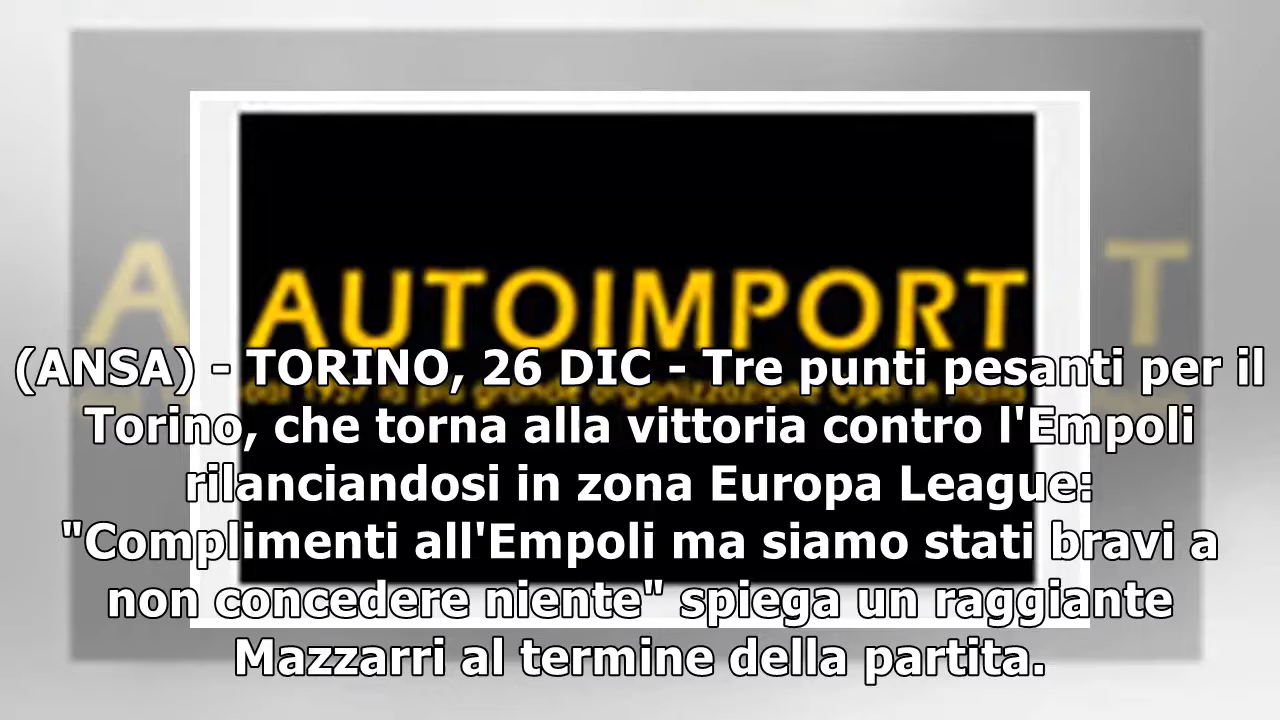 AUTOIMPORT
(ANSA) - TORINO, 26 DIC - Tre punti pesanti per il
Torino, che torna alla vittoria contro l'Empoli
rilanciandosi in zona Europa League:
"Complimenti all'Empoli ma siamo stati bravi a
non concedere niente" spiega un raggiante
Mazzarri al termine della partita.